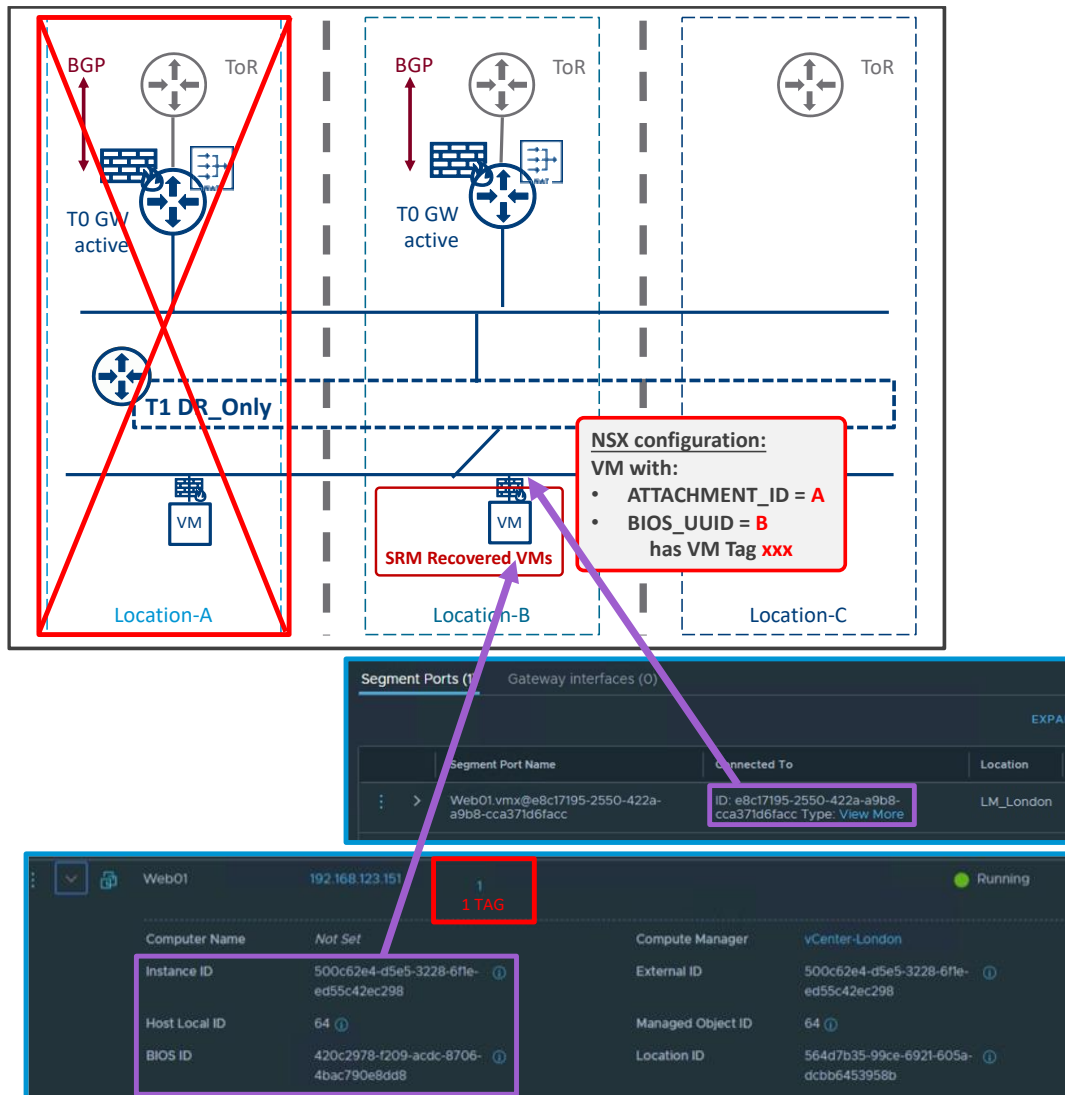 BGP
ToR
BGP
ToR
ToR
NAT
NAT
T0 GW
active
T0 GW
active
T1 DR_Only
NSX configuration:
VM with:
• ATTACHMENT_ID = A
• BIOS_UUID = B
has VM Tag xxx
VM
VM
SRM Recovered VMs
Location-A
Location-B
Location-C
Segment Ports (1)
Gateway interfaces (0)
EXPA
Segment Port Name
Connected To
Location
Web01.vmx@e8c17195-2550-422a-
a9b8-cca371d6facc
ID: e8c17195-2550-422a-a9b8-
cca371d6facc Type: View More
LM_London
Web01
192.168.123.151
1
1 TAG
Running
Computer Name
Not Set
Compute Manager
vCenter-London
Instance ID
500c62e4-d5e5-3228-6f1e-
ed55c42ec298
External ID
500c62e4-d5e5-3228-6f1e-
ed55c42ec298
Host Local ID
64
Managed Object ID
64
BIOS ID
420c2978-f209-acdc-8706-
4bac790e8dd8
Location ID
564d7b35-99ce-6921-605a-
dcbb6453958b